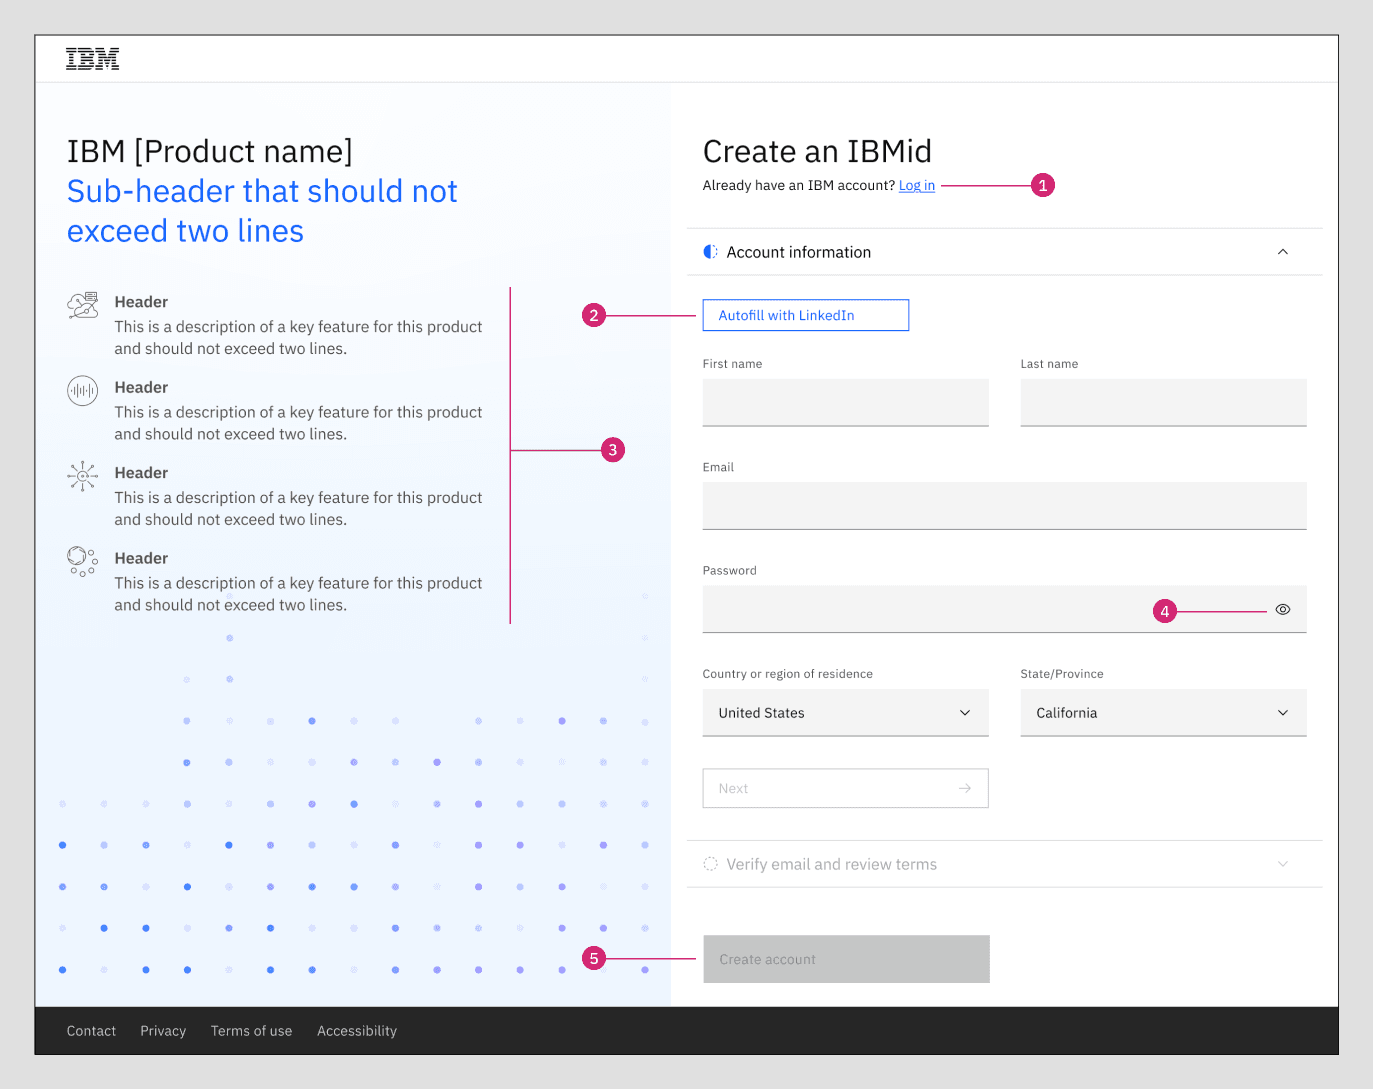 IBM
IBM [Product name]
Sub-header that should not
exceed two lines
Header
This is a description of a key feature for this product
and should not exceed two lines.
Header
This is a description of a key feature for this product
and should not exceed two lines.
Header
This is a description of a key feature for this product
and should not exceed two lines.
Header
This is a description of a key feature for this product
and should not exceed two lines.
3
Create an IBMid
Already have an IBM account? Log in
1
Account information
2
Autofill with LinkedIn
First name
Last name
Email
Password
4
Country or region of residence
State/Province
United States
California
Next
Verify email and review terms
5
Create account
Contact Privacy Terms of use Accessibility